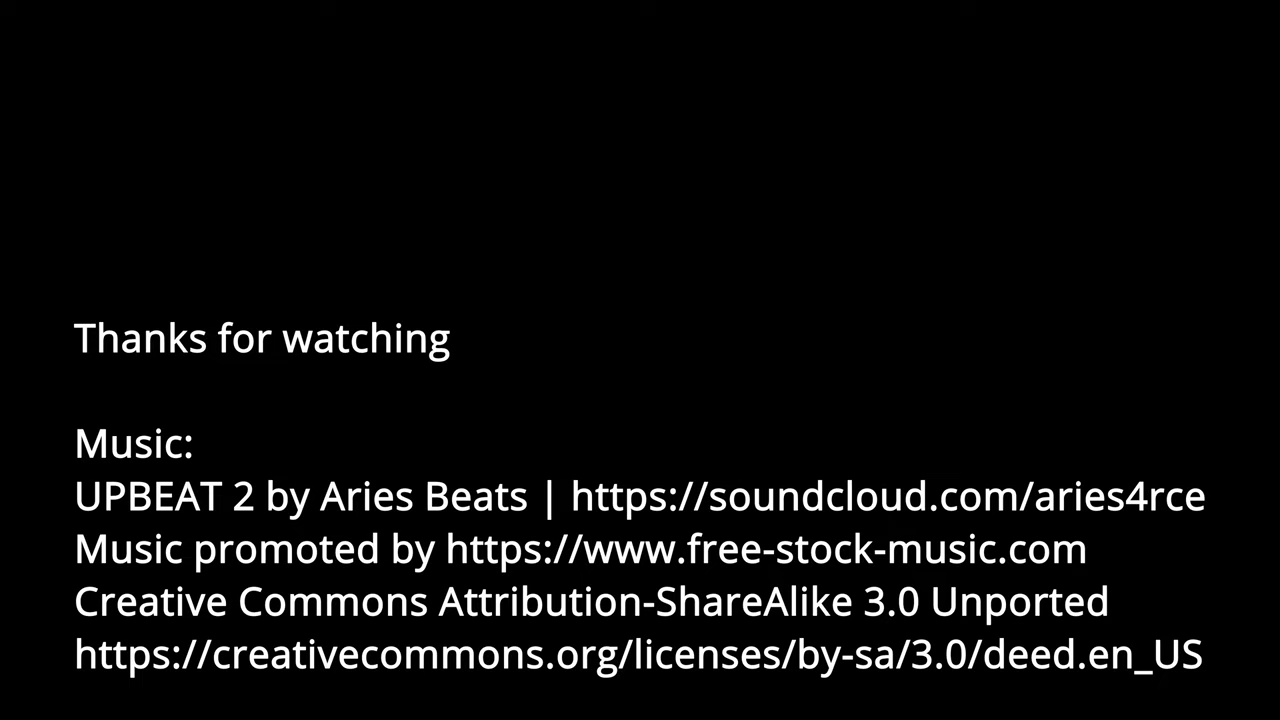 Thanks for watching
Music:
UPBEAT 2 by Aries Beats | https://soundcloud.com/aries4rce
Music promoted by https://www.free-stock-music.com
Creative Commons Attribution-ShareAlike 3.0 Unported
https://creativecommons.org/licenses/by-sa/3.0/deed.en_US